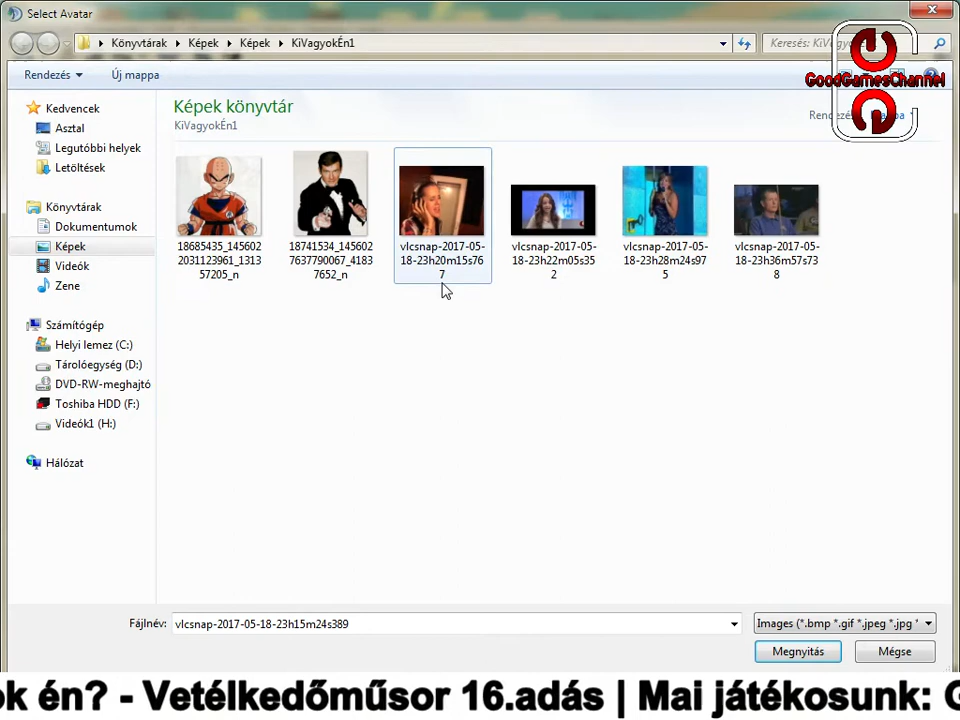 Select Avatar
Könyvtárak
Képek
Képek
KiVagyokÉn1
Keresés:
GoodGamesChannel
Rendezés
Új mappa
Kedvencek
Asztal
Legutóbbi helyek
Letöltések
Könyvtárak
Dokumentumok
Képek
Videók
Zene
Számítógép
Helyi lemez (C:)
Tárolóegység (D:)
DVD-RW-meghajtó
Toshiba HDD (F:)
Videók1 (H:)
Hálózat
Képek könyvtár
KiVagyokÉn1
18685435_145602
2031123961_1313
57205_n
18741534_145602
7637790067_4183
7652_n
vlcsnap-2017-05-
18-23h20m15s76
7
vlcsnap-2017-05-
18-23h22m05s35
2
vlcsnap-2017-05-
18-23h28m24s97
5
vlcsnap-2017-05-
18-23h36m57s73
8
Fájlnév:
vlcsnap-2017-05-18-23h15m24s389
Images (*.bmp *.gif *.jpeg *.jpg *
Megnyitás
Mégse
ok én? - Vetélkedőműsor 16.adás | Mai játékosunk: G